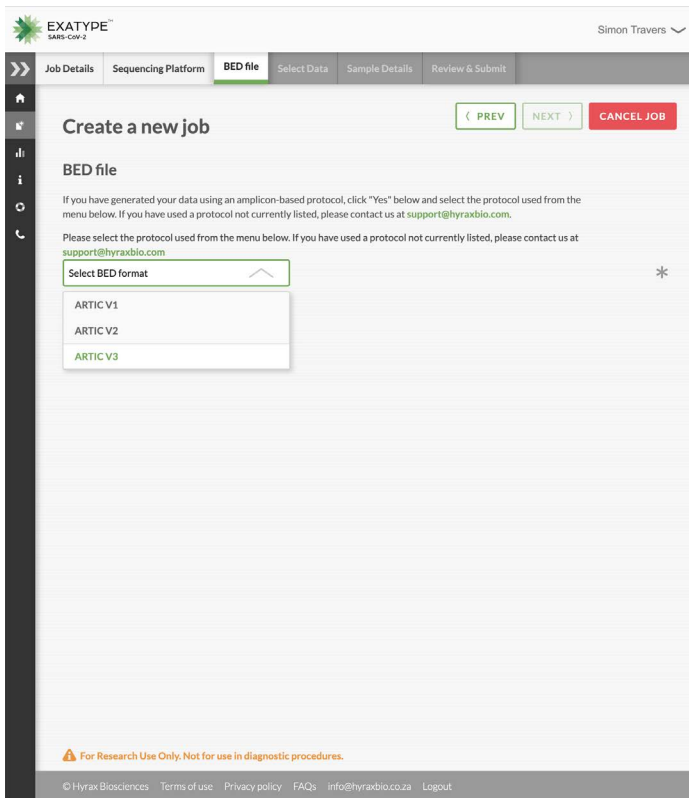 EXATYPE™
SARS-CoV-2
Simon Travers
Job Details Sequencing Platform BED file Select Data Sample Details Review & Submit
Create a new job
PREV NEXT CANCEL JOB
BED file
If you have generated your data using an amplicon-based protocol, click "Yes" below and select the protocol used from the
menu below. If you have used a protocol not currently listed, please contact us at support@hyraxbio.com.
Please select the protocol used from the menu below. If you have used a protocol not currently listed, please contact us at
support@hyraxbio.com
Select BED format
*
ARTIC V1
ARTIC V2
ARTIC V3
For Research Use Only. Not for use in diagnostic procedures.
© Hyrax Biosciences Terms of use Privacy policy FAQs info@hyraxbio.co.za Logout